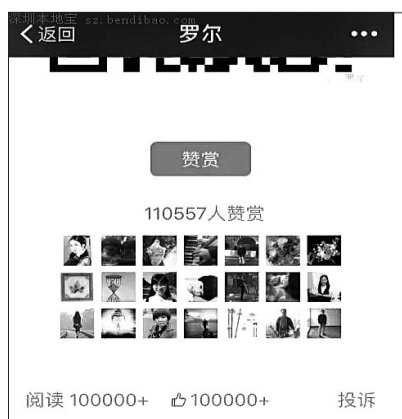 深圳本地宝 sz.bendibao.com
返回 罗尔
赞赏
110557人赞赏
阅读 100000+ 100000+ 投诉